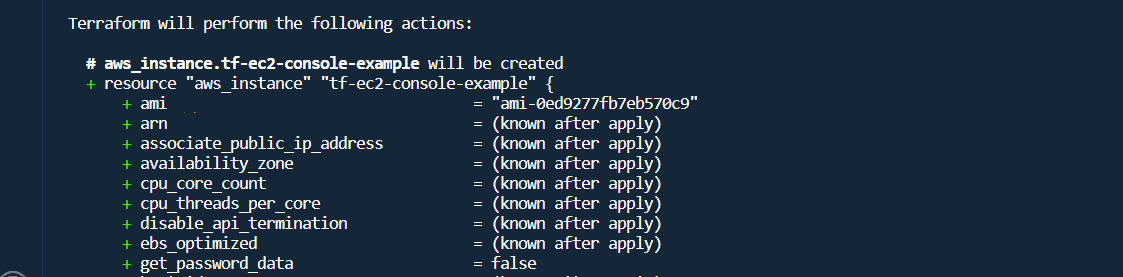 Terraform will perform the following actions:
# aws_instance.tf-ec2-console-example will be created
+ resource "aws_instance" "tf-ec2-console-example" {
+ ami = "ami-0ed9277fb7eb570c9"
+ arn = (known after apply)
+ associate_public_ip_address = (known after apply)
+ availability_zone = (known after apply)
+ cpu_core_count = (known after apply)
+ cpu_threads_per_core = (known after apply)
+ disable_api_termination = (known after apply)
+ ebs_optimized = (known after apply)
+ get_password_data = false